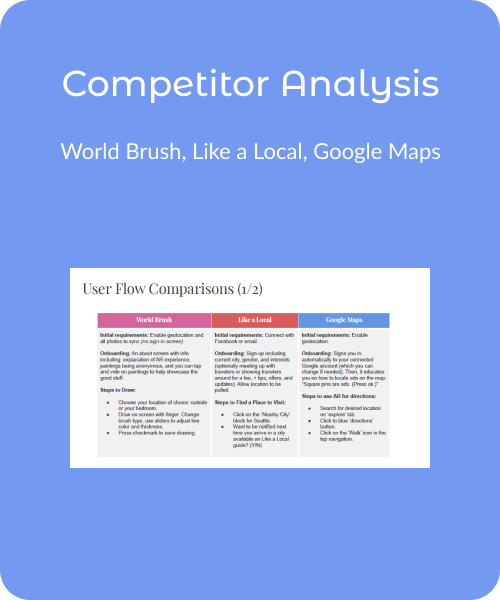 Competitor Analysis
World Brush, Like a Local, Google Maps
User Flow Comparisons (1/2)
World Brush
Initial requirements: Enable geolocation and
all photos to sync (no sign-in screen)
Onboarding: An about screen with info
including: explanation of AR experience,
paintings being anonymous, and you can tap
and vote on paintings to help showcase the
good stuff.
Steps to Draw:
● Choose your location of choice: outside
or your bedroom.
● Draw on screen with finger. Change
brush type, use sliders to adjust line
color and thickness.
● Press checkmark to save drawing.
Like a Local
Initial requirements: Connect with
Facebook or email.
Onboarding: Sign-up including
current city, gender, and interests
(optionally meeting up with
travelers or showing travelers
around for a fee, + tips, offers, and
updates). Allow location to be
pulled.
Steps to Find a Place to Visit:
● Click on the 'Nearby City'
block for Seattle.
● Want to be notified next
time you arrive in a city
available on Like a Local
guide? (Y/N)
Google Maps
Initial requirements: Enable
geolocation.
Onboarding: Signs you in
automatically to your connected
Google account (which you can
change if needed). Then, it educates
you on how to locate ads on the map:
"Square pins are ads. (Press ok.)"
Steps to use AR for directions:
● Search for desired location
on 'explore' tab.
● Click to blue 'directions'
button.
● Click on the 'Walk' icon in the
top navigation.